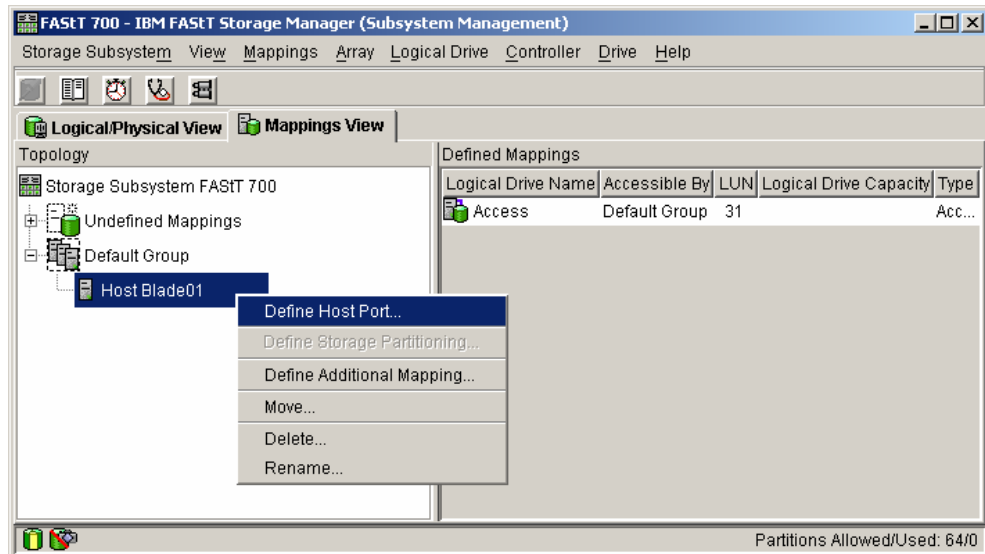 FAStT 700 - IBM FAStT Storage Manager (Subsystem Management)
Storage Subsystem View Mappings Array Logical Drive Controller Drive Help
Logical/Physical View Mappings View
Topology
Storage Subsystem FAStT 700
Undefined Mappings
Default Group
Host Blade01
Define Host Port...
Define Storage Partitioning...
Define Additional Mapping...
Move...
Delete...
Rename...
Defined Mappings
Logical Drive Name Accessible By LUN Logical Drive Capacity Type
Access Default Group 31 Acc...
Partitions Allowed/Used: 64/0